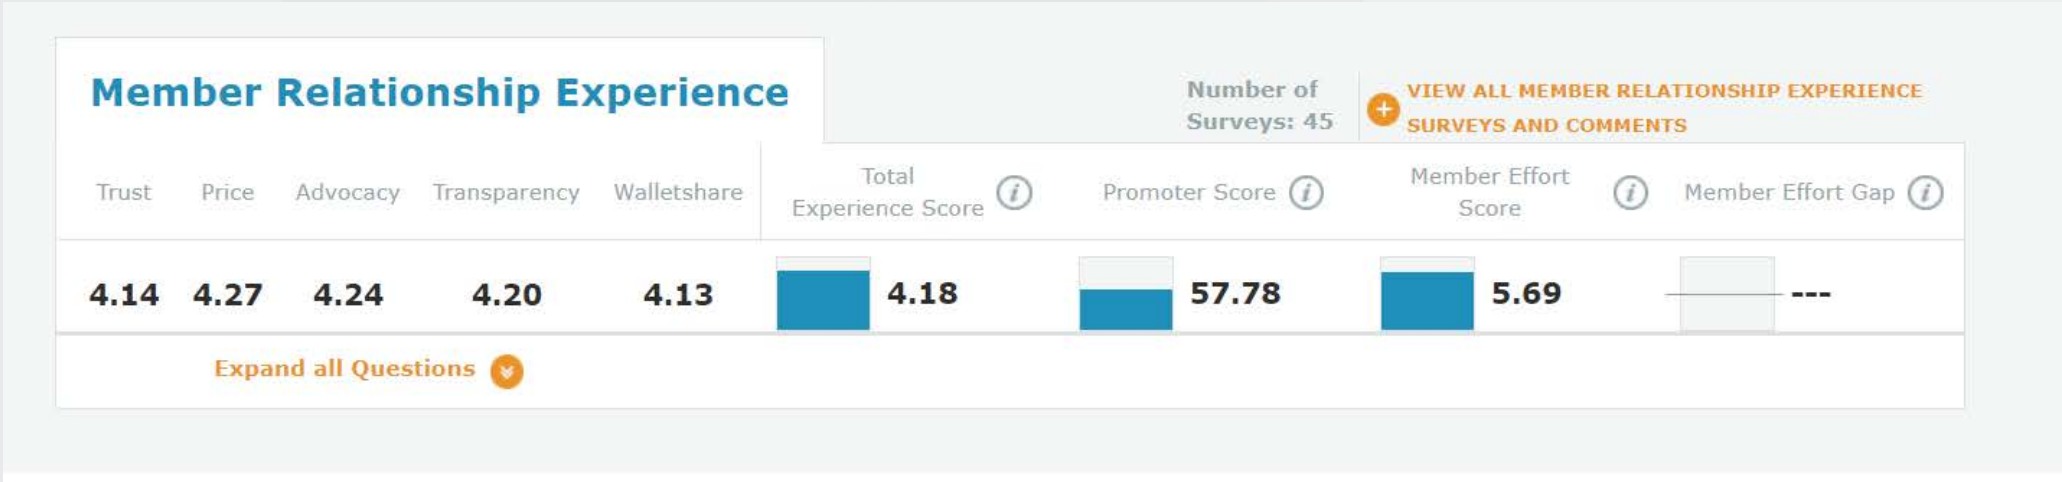 Member Relationship Experience
Number of
Surveys: 45
VIEW ALL MEMBER RELATIONSHIP EXPERIENCE
SURVEYS AND COMMENTS
Trust Price Advocacy Transparency Walletshare
Total
Experience Score
Promoter Score
Member Effort
Score
Member Effort Gap
4.14 4.27 4.24 4.20 4.13 4.18 57.78 5.69 ---
Expand all Questions